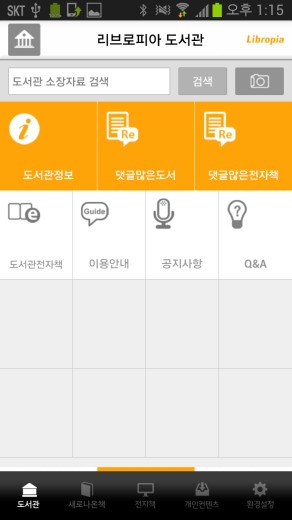 SKT 오후 1:15
리브로피아 도서관 Libropia
도서관 소장자료 검색 검색
i Re Re
도서관정보 댓글많은도서 댓글많은전자책
e Guide ?
도서관전자책 이용안내 공지사항 Q&A
도서관 새로나온책 전자책 개인컨텐츠 환경설정